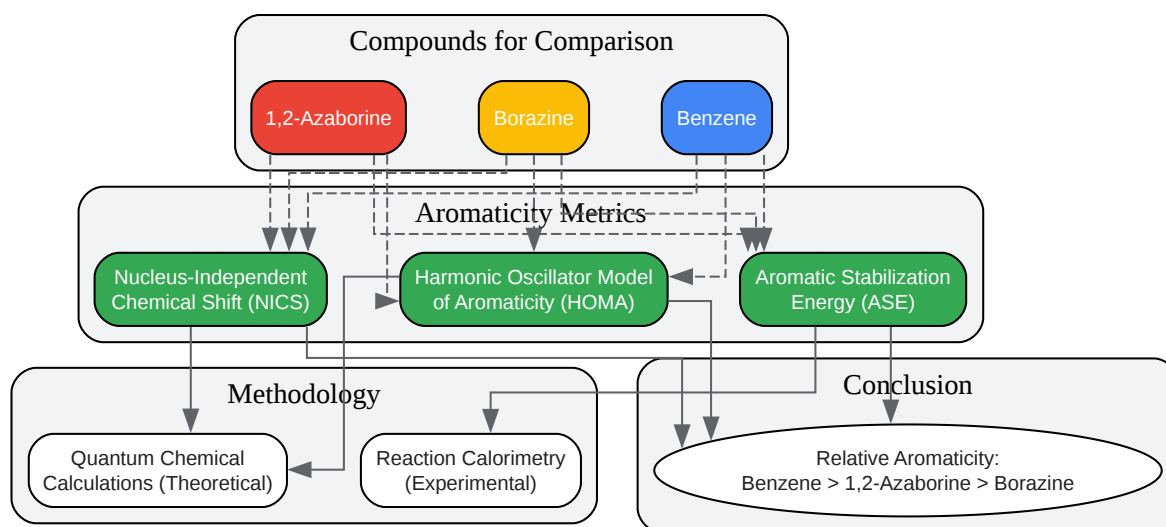 Compounds for Comparison
1,2-Azaborine
Borazine
Benzene
Aromaticity Metrics
Nucleus-Independent
Chemical Shift (NICS)
Harmonic Oscillator Model
of Aromaticity (HOMA)
Aromatic Stabilization
Energy (ASE)
Methodology
Quantum Chemical
Calculations (Theoretical)
Reaction Calorimetry
(Experimental)
Conclusion
Relative Aromaticity:
Benzene > 1,2-Azaborine > Borazine